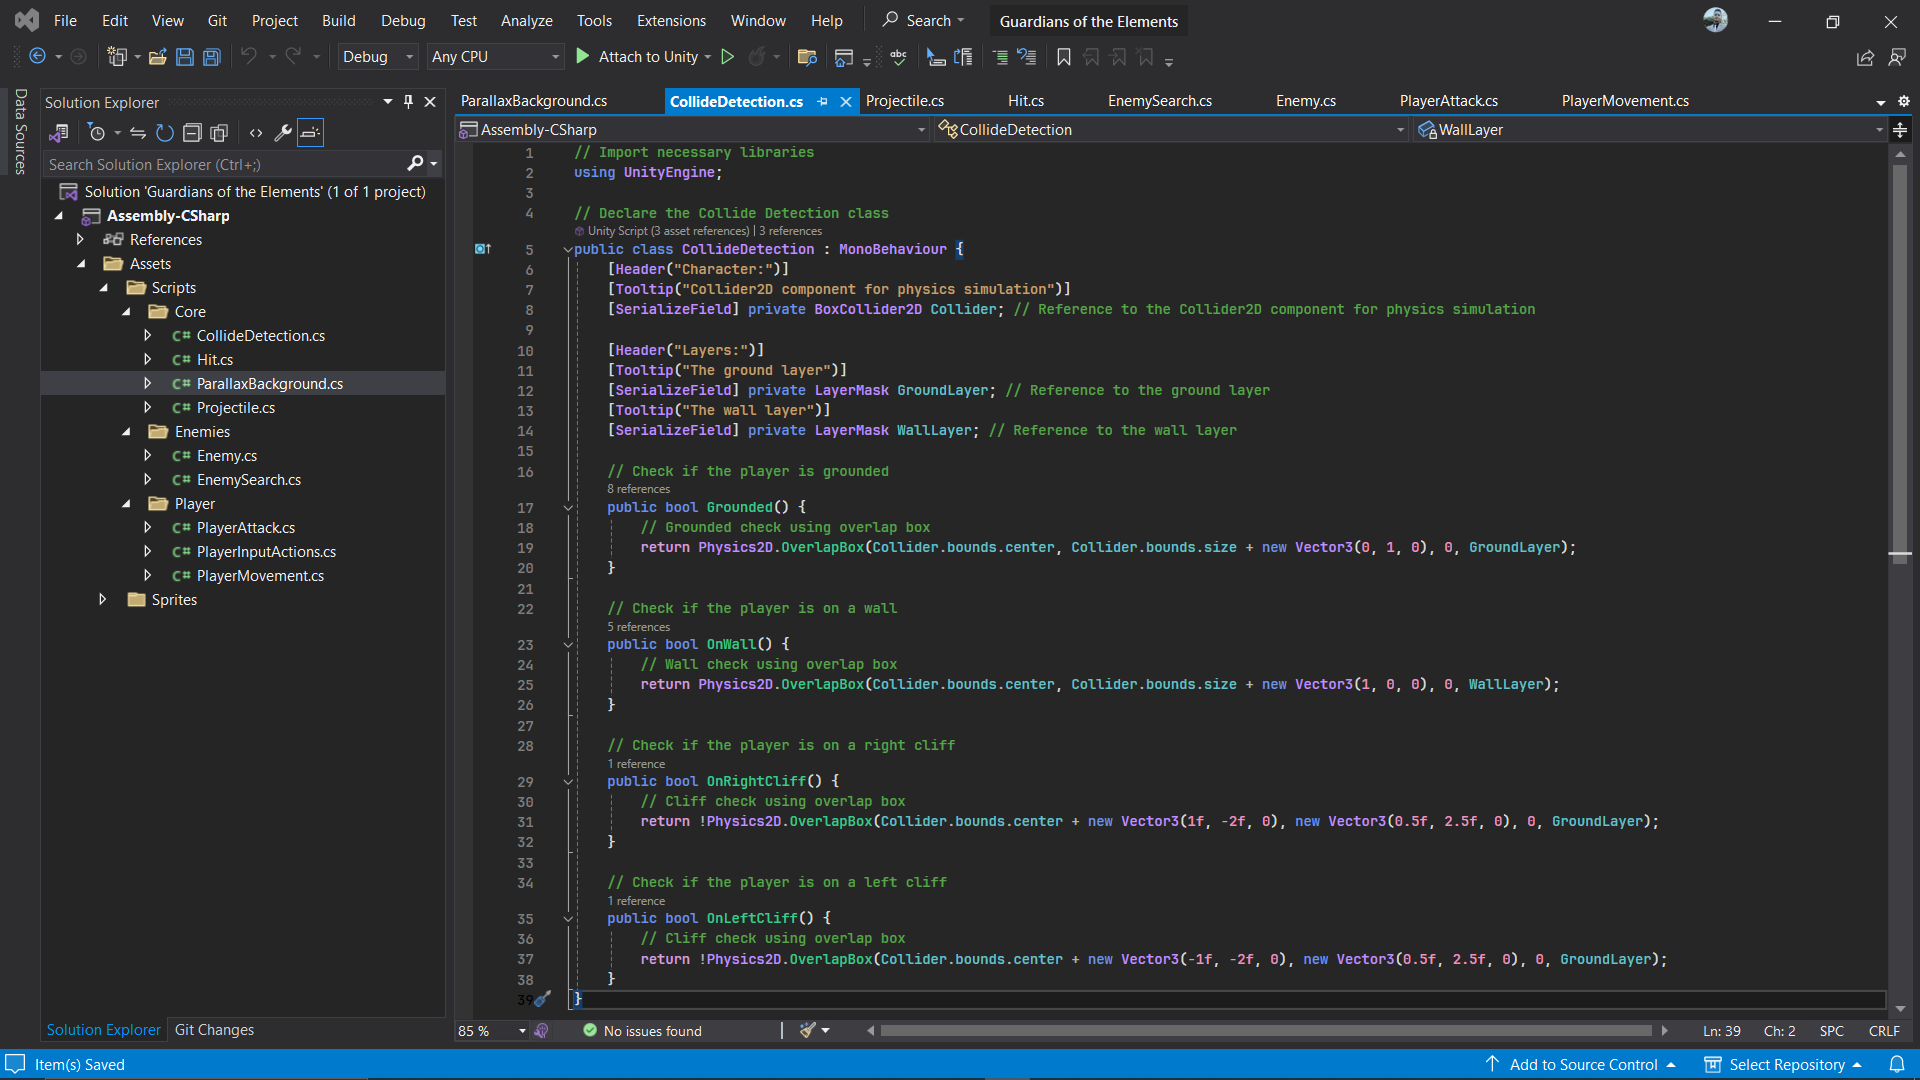 File Edit View Git Project Build Debug Test Analyze Tools Extensions Window Help Search Guardians of the Elements
Debug Any CPU Attach to Unity abc
Data Sources
Solution Explorer
Search Solution Explorer (Ctrl+;)
Solution 'Guardians of the Elements' (1 of 1 project)
Assembly-CSharp
References
Assets
Scripts
Core
C# CollideDetection.cs
C# Hit.cs
C# ParallaxBackground.cs
C# Projectile.cs
Enemies
C# Enemy.cs
C# EnemySearch.cs
Player
C# PlayerAttack.cs
C# PlayerInputActions.cs
C# PlayerMovement.cs
Sprites
Solution Explorer Git Changes
ParallaxBackground.cs CollideDetection.cs Projectile.cs Hit.cs EnemySearch.cs Enemy.cs PlayerAttack.cs PlayerMovement.cs
Assembly-CSharp CollideDetection WallLayer
1 // Import necessary libraries
2 using UnityEngine;
3
4 // Declare the Collide Detection class
Unity Script (3 asset references) | 3 references
5 public class CollideDetection : MonoBehaviour {
6 [Header("Character:")]
7 [Tooltip("Collider2D component for physics simulation")]
8 [SerializeField] private BoxCollider2D Collider; // Reference to the Collider2D component for physics simulation
9
10 [Header("Layers:")]
11 [Tooltip("The ground layer")]
12 [SerializeField] private LayerMask GroundLayer; // Reference to the ground layer
13 [Tooltip("The wall layer")]
14 [SerializeField] private LayerMask WallLayer; // Reference to the wall layer
15
16 // Check if the player is grounded
8 references
17 public bool Grounded() {
18 // Grounded check using overlap box
19 return Physics2D.OverlapBox(Collider.bounds.center, Collider.bounds.size + new Vector3(0, 1, 0), 0, GroundLayer);
20 }
21
22 // Check if the player is on a wall
5 references
23 public bool OnWall() {
24 // Wall check using overlap box
25 return Physics2D.OverlapBox(Collider.bounds.center, Collider.bounds.size + new Vector3(1, 0, 0), 0, WallLayer);
26 }
27
28 // Check if the player is on a right cliff
1 reference
29 public bool OnRightCliff() {
30 // Cliff check using overlap box
31 return !Physics2D.OverlapBox(Collider.bounds.center + new Vector3(1f, -2f, 0), new Vector3(0.5f, 2.5f, 0), 0, GroundLayer);
32 }
33
34 // Check if the player is on a left cliff
1 reference
35 public bool OnLeftCliff() {
36 // Cliff check using overlap box
37 return !Physics2D.OverlapBox(Collider.bounds.center + new Vector3(-1f, -2f, 0), new Vector3(0.5f, 2.5f, 0), 0, GroundLayer);
38 }
39 }
85 % No issues found Ln: 39 Ch: 2 SPC CRLF
Item(s) Saved Add to Source Control Select Repository